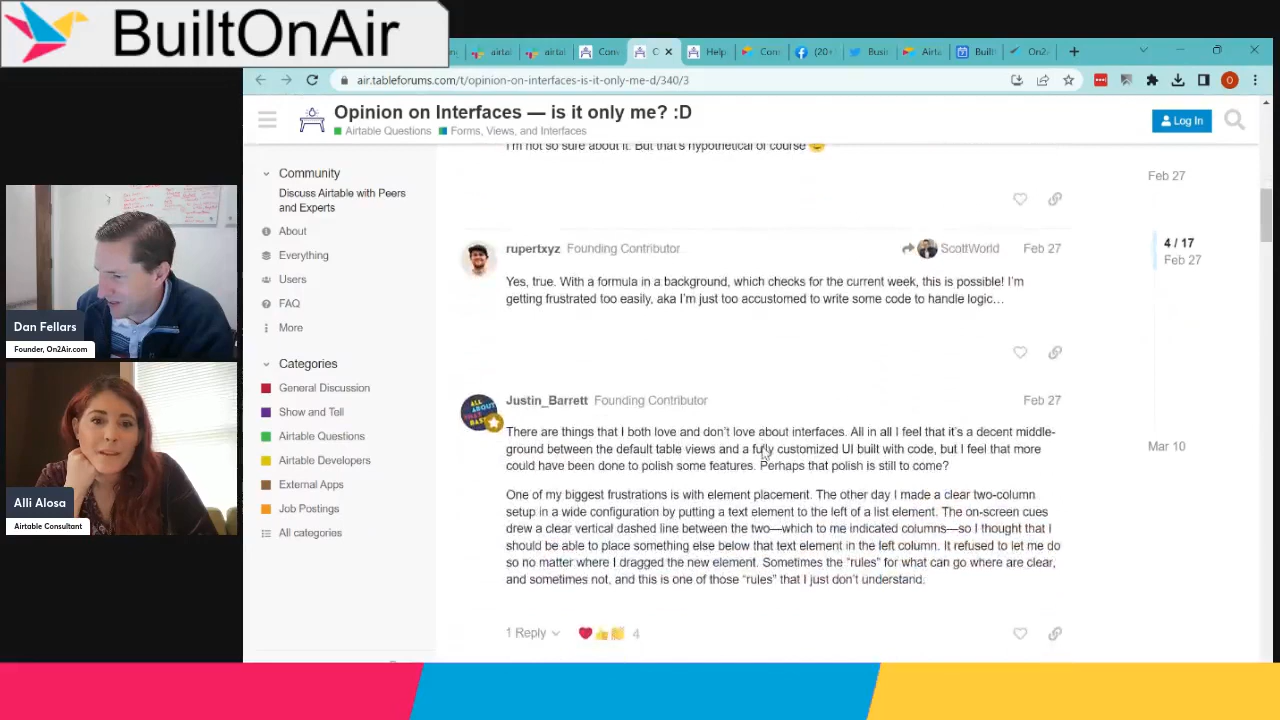 BuiltOnAir
Con
C
Help
Con
(20+
Busi
Airta
Built
On2
air.tableforums.com/t/opinion-on-interfaces-is-it-only-me-d/340/3
Opinion on Interfaces — is it only me? :D
Airtable Questions Forms, Views, and Interfaces
Log In
Community
Discuss Airtable with Peers
and Experts
About
Everything
Users
FAQ
More
Categories
General Discussion
Show and Tell
Airtable Questions
Airtable Developers
External Apps
Job Postings
All categories
I'm not so sure about it. But that's hypothetical of course
Feb 27
4 / 17
Feb 27
Mar 10
rupertxyz Founding Contributor ScottWorld Feb 27
Yes, true. With a formula in a background, which checks for the current week, this is possible! I'm
getting frustrated too easily, aka I'm just too accustomed to write some code to handle logic…
Justin_Barrett Founding Contributor Feb 27
There are things that I both love and don't love about interfaces. All in all I feel that it's a decent middle-
ground between the default table views and a fully customized UI built with code, but I feel that more
could have been done to polish some features. Perhaps that polish is still to come?
One of my biggest frustrations is with element placement. The other day I made a clear two-column
setup in a wide configuration by putting a text element to the left of a list element. The on-screen cues
drew a clear vertical dashed line between the two—which to me indicated columns—so I thought that I
should be able to place something else below that text element in the left column. It refused to let me do
so no matter where I dragged the new element. Sometimes the "rules" for what can go where are clear,
and sometimes not, and this is one of those "rules" that I just don't understand.
1 Reply 4
Dan Fellars
Founder, On2Air.com
Alli Alosa
Airtable Consultant